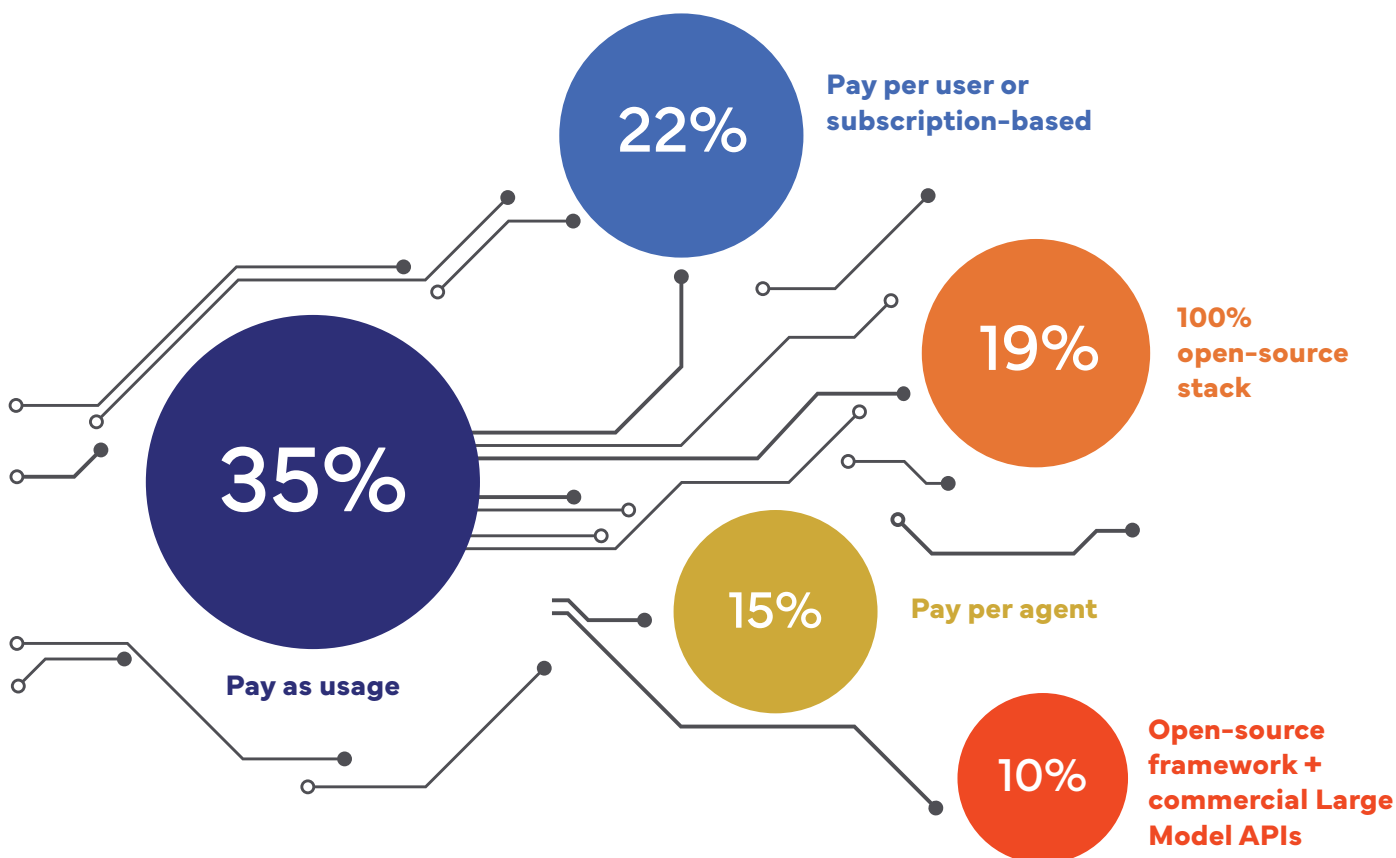 22%
Pay per user or
subscription-based
19%
100%
open-source
stack
35%
Pay as usage
15%
Pay per agent
10%
Open-source
framework +
commercial Large
Model APIs